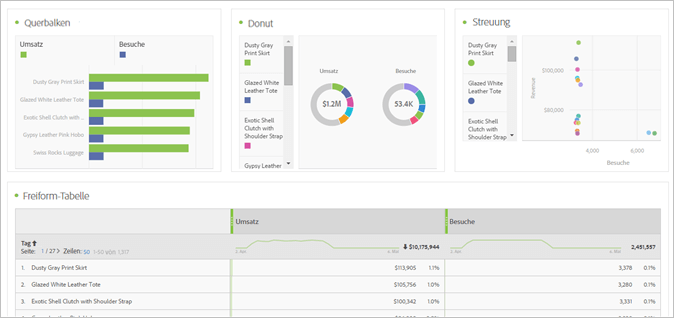 Querbalken
Umsatz
Besuche
Dusty Gray Print Skirt
Glazed White Leather Tote
Exotic Shell Clutch with ...
Gypsy Leather Pink Hobo
Swiss Rocks Luggage
Donut
Dusty Gray
Print Skirt
Glazed White
Leather Tote
Exotic Shell
Clutch with
Shoulder Strap
Gypsy Leather
Umsatz
$1.2M
Besuche
53.4K
Streuung
Dusty Gray
Print Skirt
Glazed White
Leather Tote
Exotic Shell
Clutch with
Shoulder Strap
Revenue
$100,000
$80,000
4,000
6,000
Besuche
Freiform-Tabelle
Umsatz
Besuche
Tag
Seite: 1 / 27 > Zeilen: 50 1-50 von 1,317
$10,175,944
2,451,557
1. Dusty Gray Print Skirt $113,905 1.1% 3,378 0.1%
2. Glazed White Leather Tote $105,756 1.0% 3,280 0.1%
3. Exotic Shell Clutch with Shoulder Strap $100,342 1.0% 3,331 0.1%